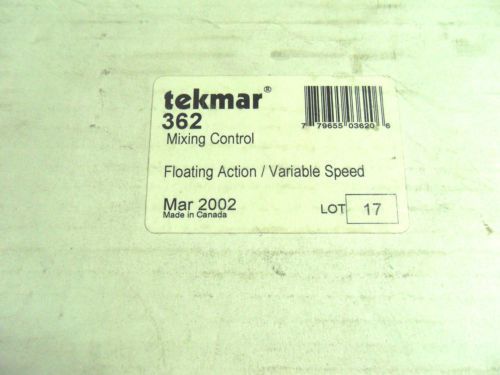 tekmar®
362
Mixing Control
7 79655 03620 6
Floating Action / Variable Speed
Mar 2002
Made in Canada
LOT 17